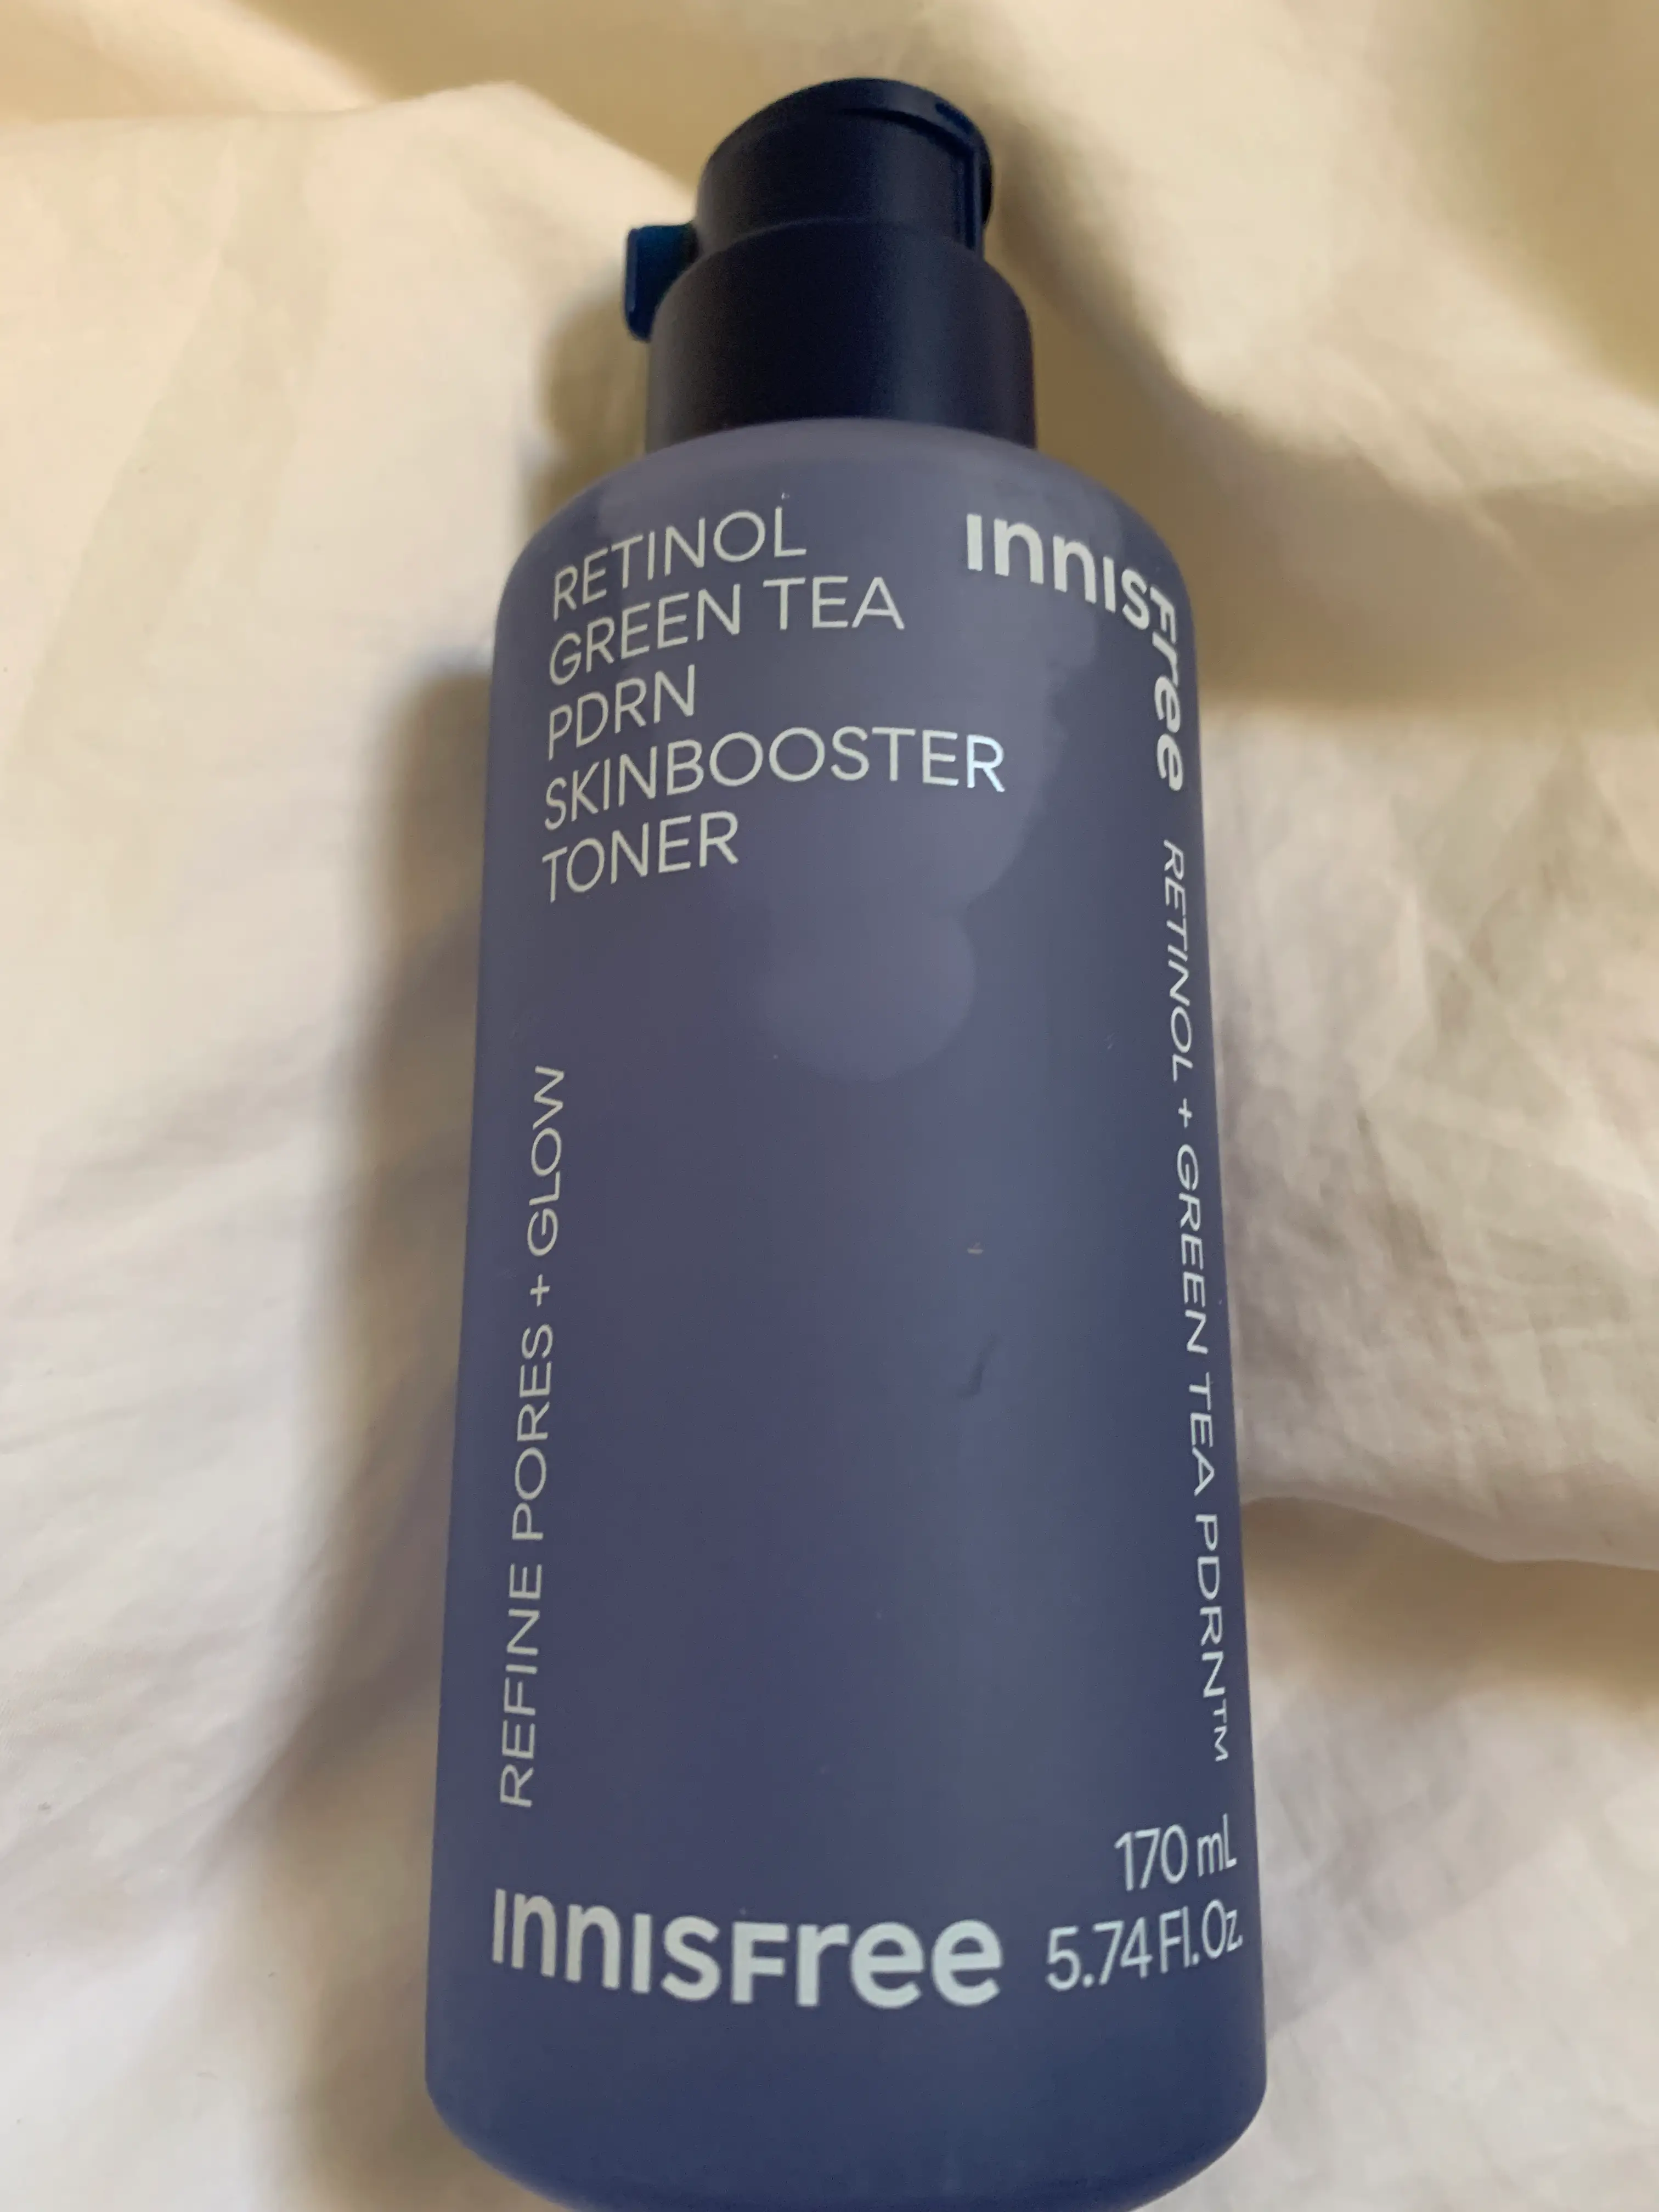 RETINOL
GREEN TEA
PDRN
SKINBOOSTER
TONER
INNISFree RETINOL + GREEN TEA PDRN™
REFINE PORES + GLOW
INNISFree
170 mL
5.74 Fl.Oz.